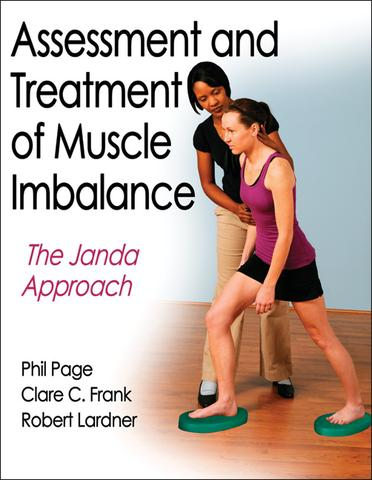 Assessment and
Treatment
of Muscle
Imbalance
The Janda
Approach
Phil Page
Clare C. Frank
Robert Lardner